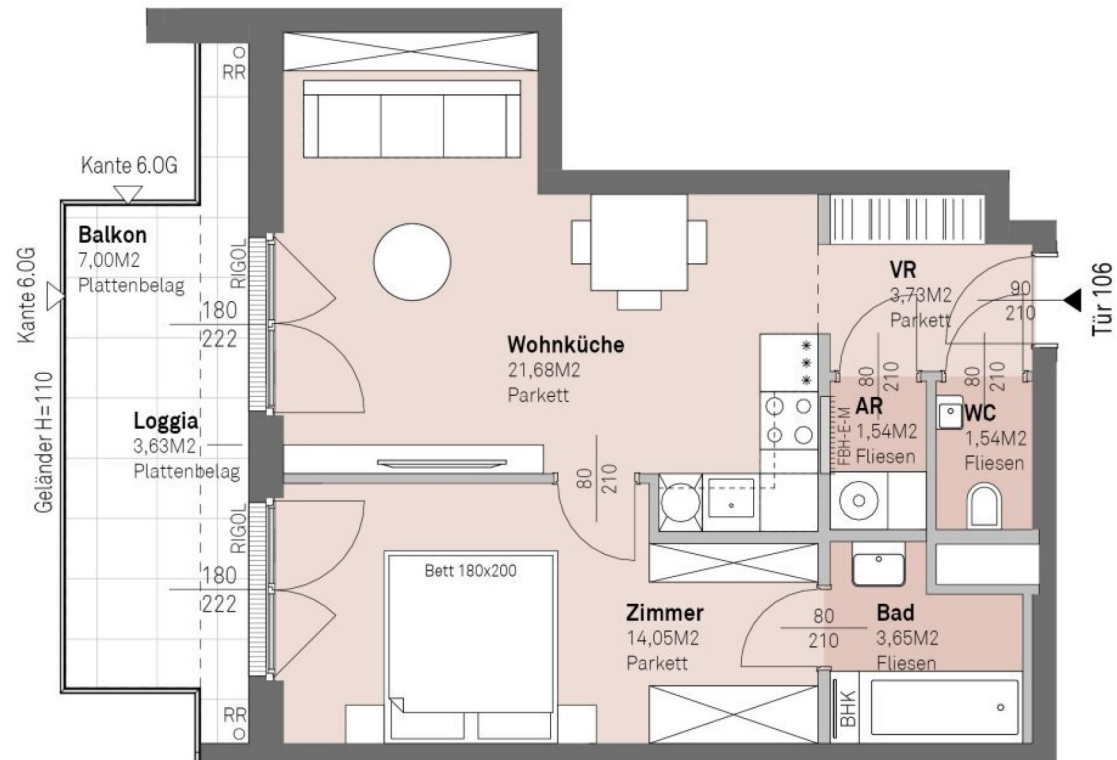 RR
Kante 6.OG
Balkon
7,00M2
Plattenbelag
Kante 6.OG
RIGOL
180
222
Geländer H=110
Loggia
3,63M2
Plattenbelag
RIGOL
180
222
RR
Wohnküche
21,68M2
Parkett
80
210
VR
3,73M2
Parkett
90
210
Tür 106
80
210
80
210
AR
1,54M2
Fliesen
FBH-E-M
WC
1,54M2
Fliesen
Bett 180x200
Zimmer
14,05M2
Parkett
80
210
Bad
3,65M2
Fliesen
BHK